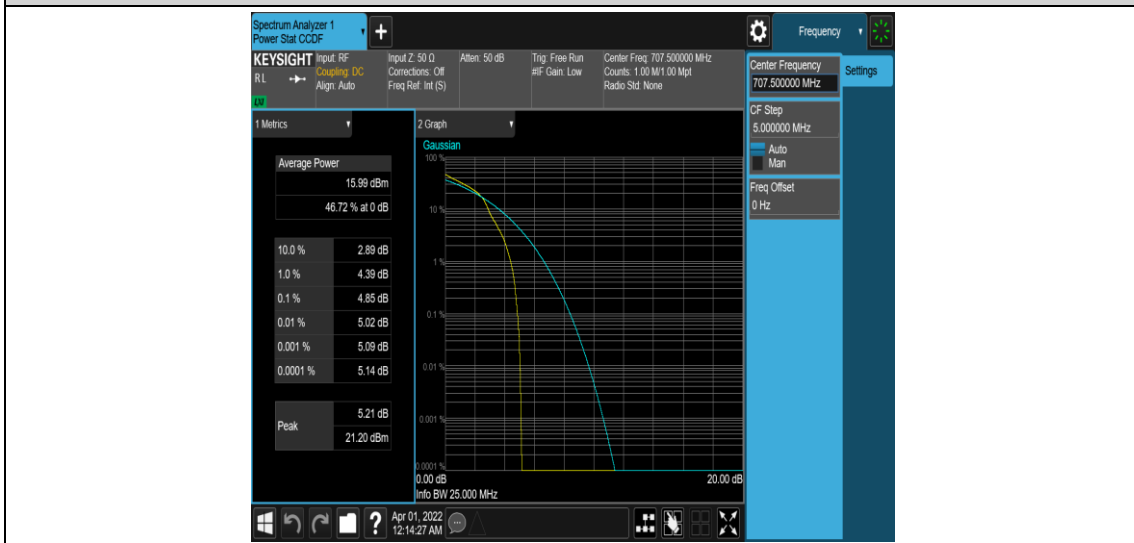 Spectrum Analyzer 1
Power Stat CCDF
+
Frequency
KEYSIGHT
RL
Input: RF
Coupling: DC
Align: Auto
Input Z: 50 Ω
Corrections: Off
Freq Ref: Int (S)
Atten: 50 dB
Trig: Free Run
#IF Gain: Low
Center Freq: 707.500000 MHz
Counts: 1.00 M/1.00 Mpt
Radio Std: None
Center Frequency
707.500000 MHz
Settings
CF Step
5.000000 MHz
Auto
Man
Freq Offset
0 Hz
1 Metrics
Average Power
15.99 dBm
46.72 % at 0 dB
10.0 % 2.89 dB
1.0 % 4.39 dB
0.1 % 4.85 dB
0.01 % 5.02 dB
0.001 % 5.09 dB
0.0001 % 5.14 dB
Peak
5.21 dB
21.20 dBm
2 Graph
Gaussian
100 %
10 %
1 %
0.1 %
0.01 %
0.001 %
0.0001 %
0.00 dB
20.00 dB
Info BW 25.000 MHz
?
Apr 01, 2022
12:14:27 AM